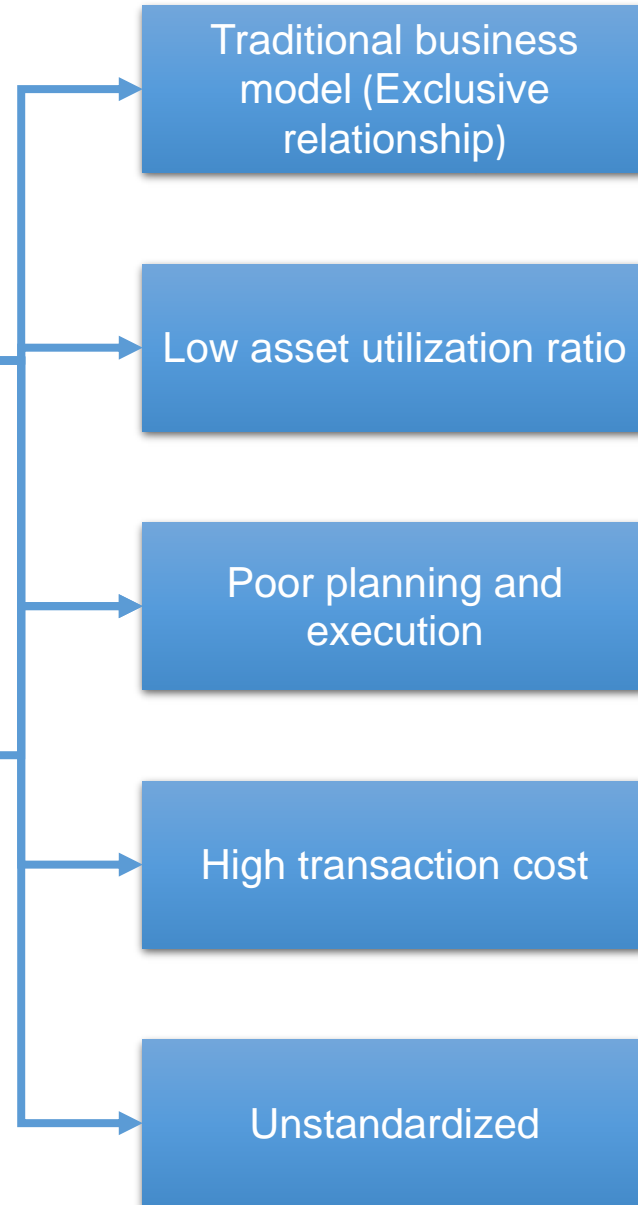 Traditional business
model (Exclusive
relationship)
Low asset utilization ratio
Poor planning and
execution
High transaction cost
Unstandardized